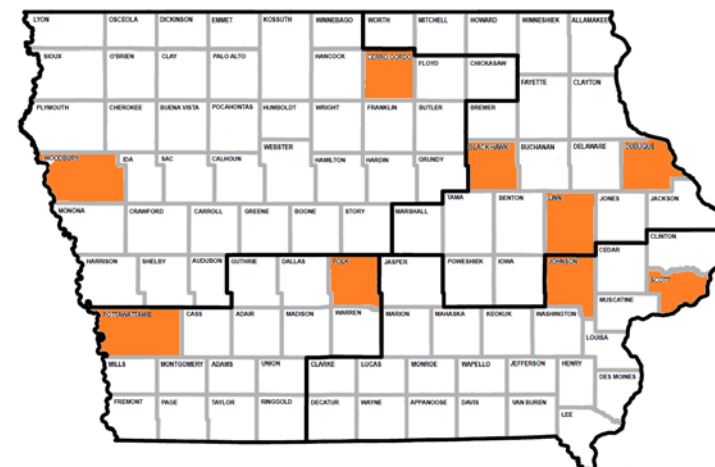 LYON OSCEOLA DICKINSON EMMET KOSSUTH WINNEBAGO WORTH MITCHELL HOWARD WINNESHIEK ALLAMAKEE
SIOUX O'BRIEN CLAY PALO ALTO HANCOCK CERRO GORDO FLOYD CHICKASAW
FAYETTE CLAYTON
PLYMOUTH CHEROKEE BUENA VISTA POCAHONTAS HUMBOLDT WRIGHT FRANKLIN BUTLER BREMER
WEBSTER BLACK HAWK BUCHANAN DELAWARE DUBUQUE
WOODBURY IDA SAC CALHOUN HAMILTON HARDIN GRUNDY
TAMA BENTON LINN JONES JACKSON
MONONA CRAWFORD CARROLL GREENE BOONE STORY MARSHALL
CLINTON
CEDAR
HARRISON SHELBY AUDUBON GUTHRIE DALLAS POLK JASPER POWESHIEK IOWA JOHNSON
SCOTT
MUSCATINE
POTTAWATTAMIE CASS ADAIR MADISON WARREN MARION MAHASKA KEOKUK WASHINGTON
LOUISA
MILLS MONTGOMERY ADAMS UNION CLARKE LUCAS MONROE WAPELLO JEFFERSON HENRY
DES MOINES
FREMONT PAGE TAYLOR RINGGOLD DECATUR WAYNE APPANOOSE DAVIS VAN BUREN
LEE